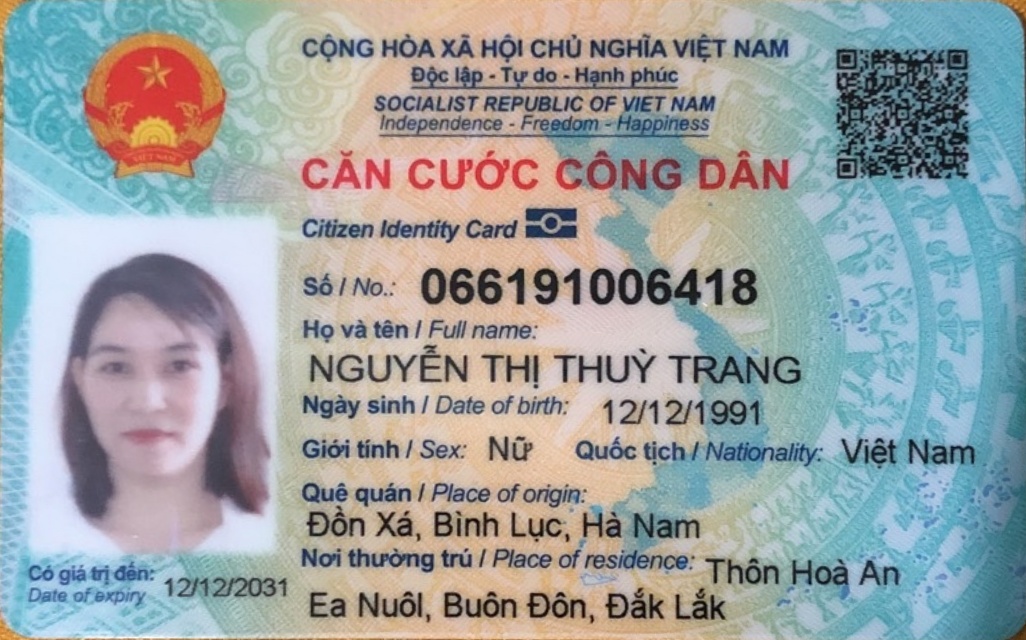 CỘNG HÒA XÃ HỘI CHỦ NGHĨA VIỆT NAM
Độc lập - Tự do - Hạnh phúc
SOCIALIST REPUBLIC OF VIET NAM
Independence - Freedom - Happiness
CĂN CƯỚC CÔNG DÂN
Citizen Identity Card
Số / No.: 066191006418
Họ và tên / Full name:
NGUYỄN THỊ THUỲ TRANG
Ngày sinh / Date of birth: 12/12/1991
Giới tính / Sex: Nữ Quốc tịch / Nationality: Việt Nam
Quê quán / Place of origin:
Đồn Xá, Bình Lục, Hà Nam
Nơi thường trú / Place of residence: Thôn Hoà An
Ea Nuôl, Buôn Đôn, Đắk Lắk
Có giá trị đến: 12/12/2031
Date of expiry
VIỆT NAM